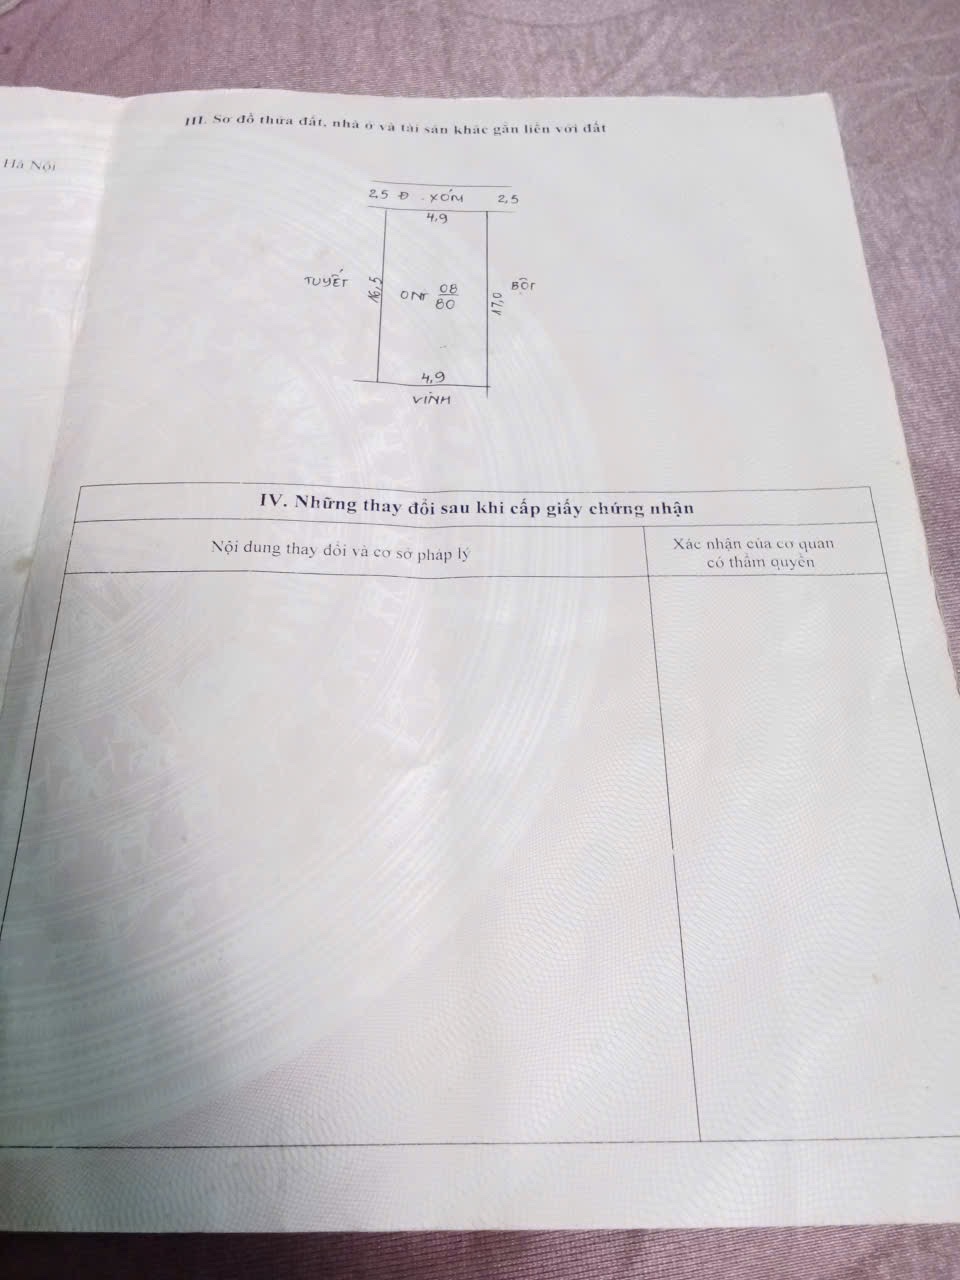 III. Sơ đồ thửa đất, nhà ở và tài sản khác gắn liền với đất
Hà Nội
2,5 Đ . XÓM 2,5
4,9
TUYẾT
16,5
ONT 08
80
17,0
BÔT
4,9
VINH
IV. Những thay đổi sau khi cấp giấy chứng nhận
Nội dung thay đổi và cơ sở pháp lý
Xác nhận của cơ quan
có thẩm quyền